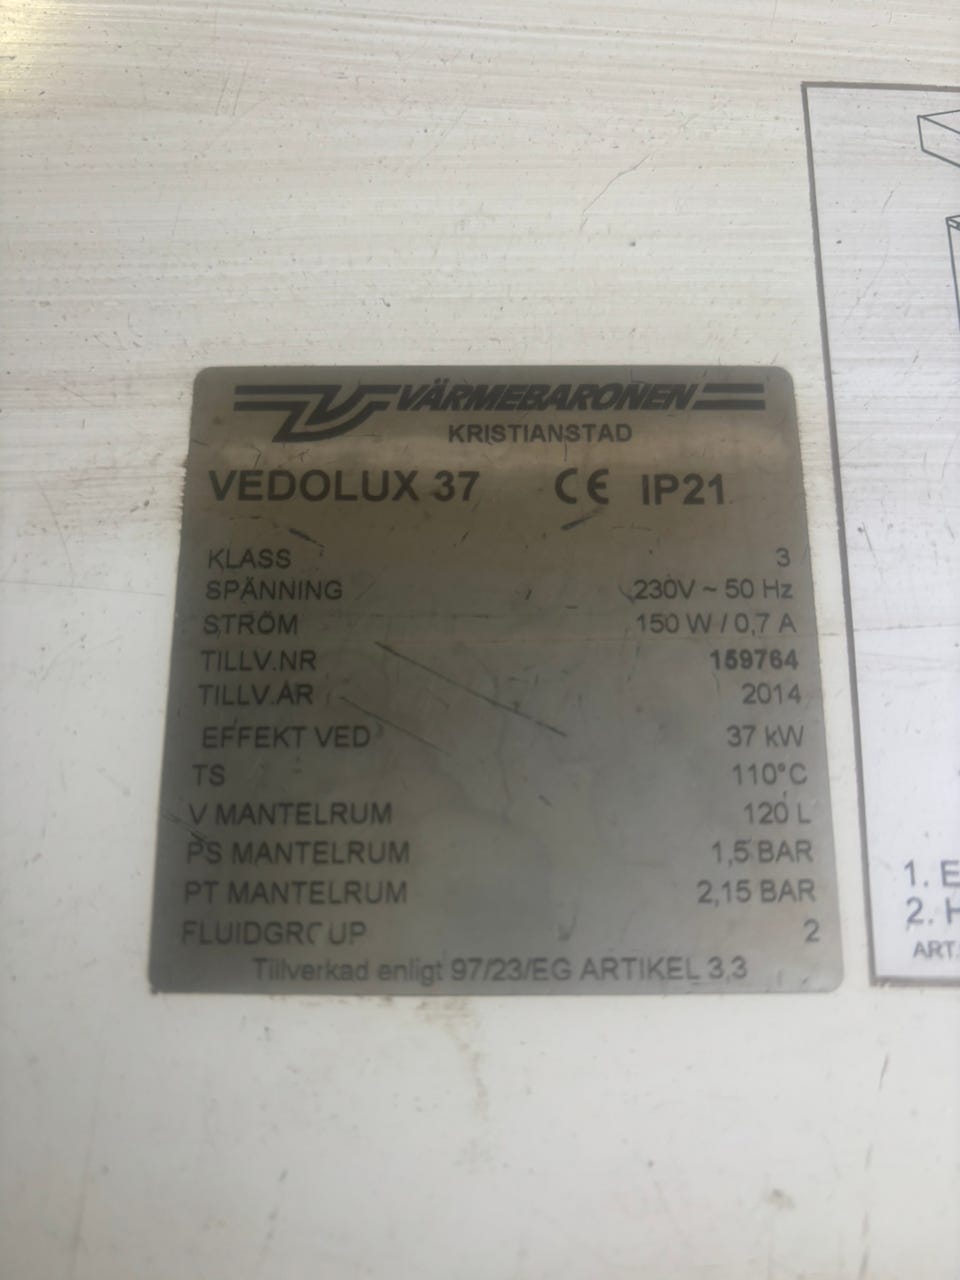 VÄRMEBARONEN
KRISTIANSTAD
VEDOLUX 37 CE IP21
KLASS 3
SPÄNNING 230V ~ 50 Hz
STRÖM 150 W / 0,7 A
TILLV.NR 159764
TILLV.ÅR 2014
EFFEKT VED 37 kW
TS 110°C
V MANTELRUM 120 L
PS MANTELRUM 1,5 BAR
PT MANTELRUM 2,15 BAR
FLUIDGROUP 2
Tillverkad enligt 97/23/EG ARTIKEL 3,3
1. E
2. H
ART.